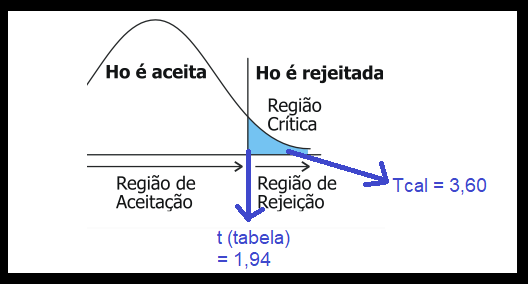 Ho é aceita
Ho é rejeitada
Região
Crítica
Região de
Aceitação
Região de
Rejeição
Tcal = 3,60
t (tabela)
= 1,94